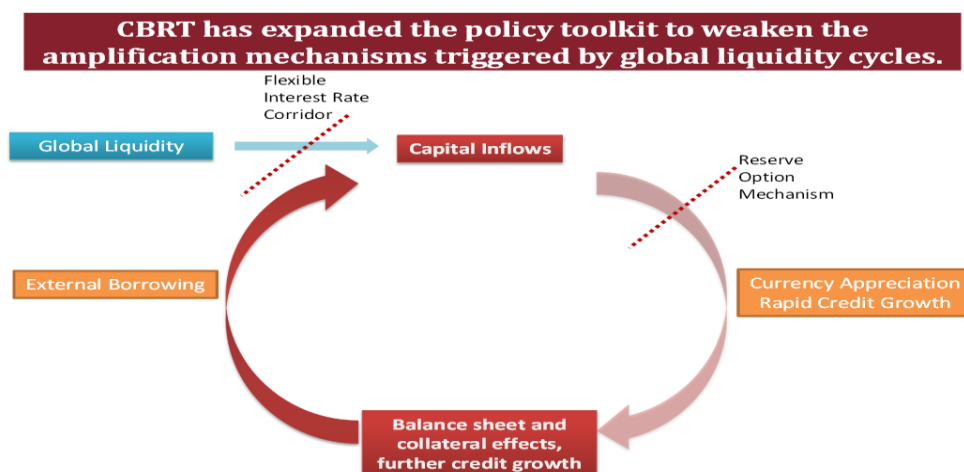 CBRT has expanded the policy toolkit to weaken the
amplification mechanisms triggered by global liquidity cycles.
Flexible
Interest Rate
Corridor
Global Liquidity
Capital Inflows
Reserve
Option
Mechanism
External Borrowing
Currency Appreciation
Rapid Credit Growth
Balance sheet and
collateral effects,
further credit growth